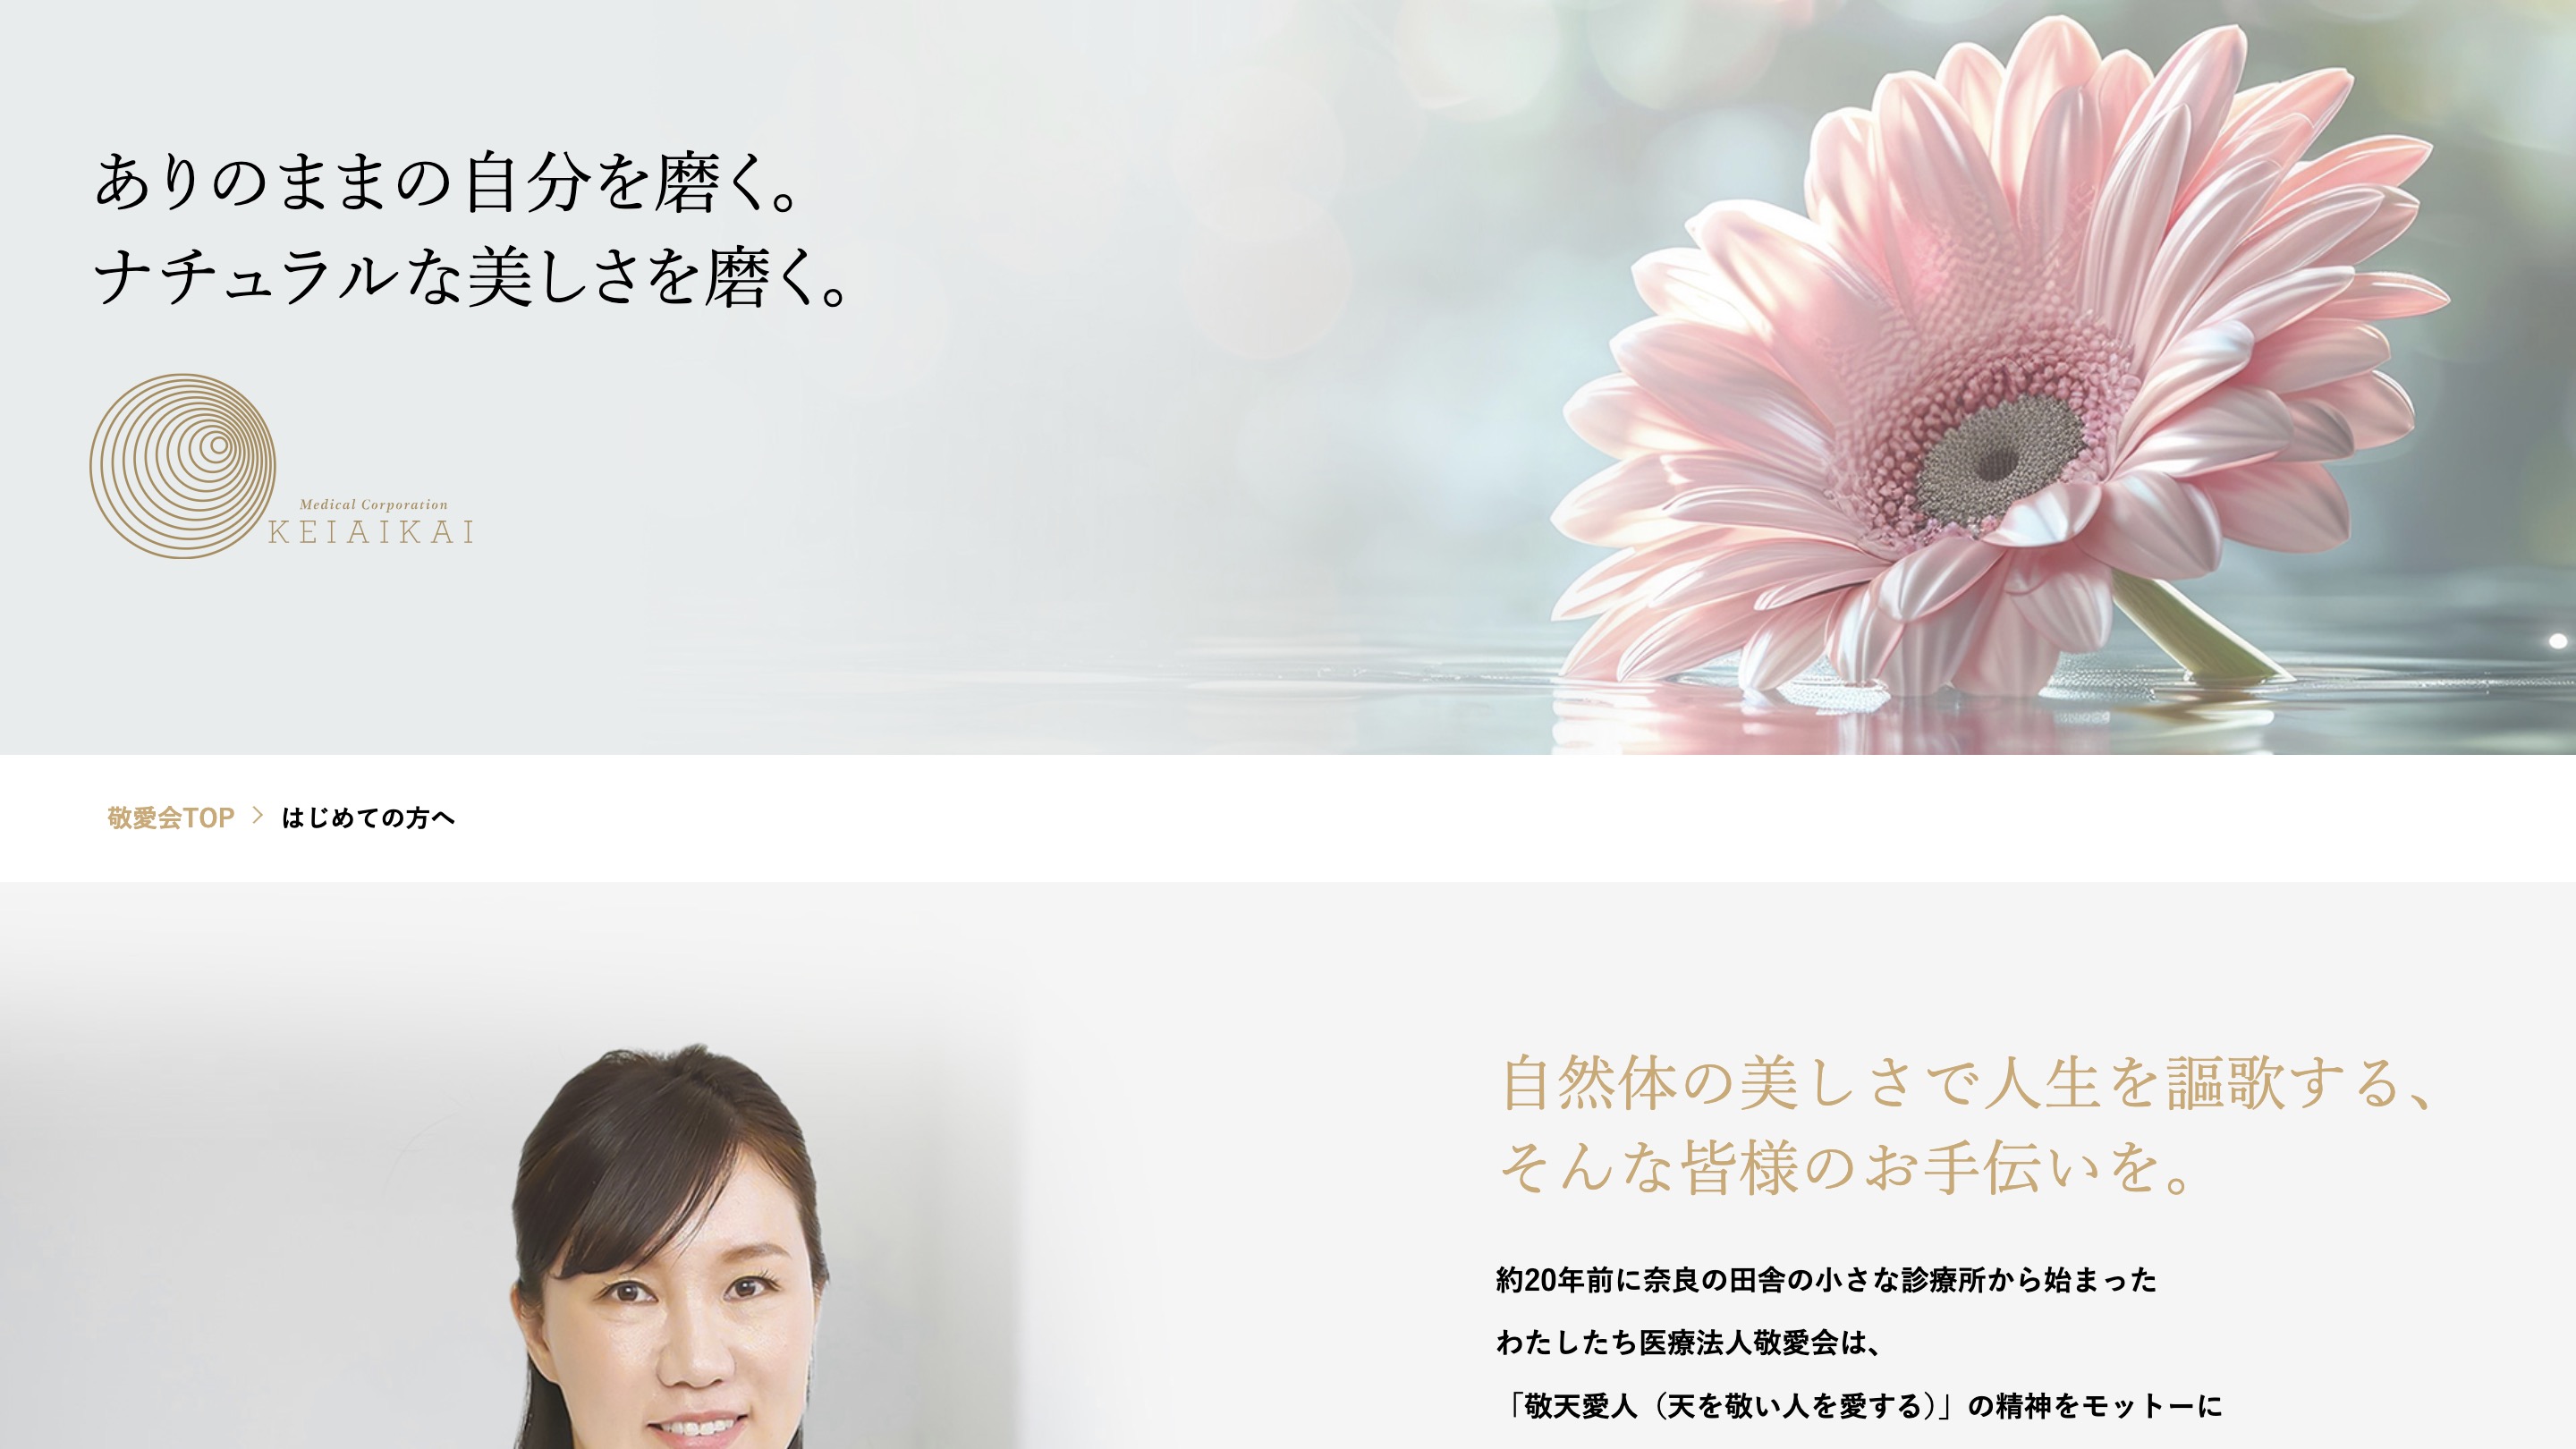 ありのままの自分を磨く。
ナチュラルな美しさを磨く。
Medical Corporation
KEIAIKAI
敬愛会TOP > はじめての方へ
自然体の美しさで人生を謳歌する、
そんな皆様のお手伝いを。
約20年前に奈良の田舎の小さな診療所から始まった
わたしたち医療法人敬愛会は、
「敬天愛人（天を敬い人を愛する）」の精神をモットーに